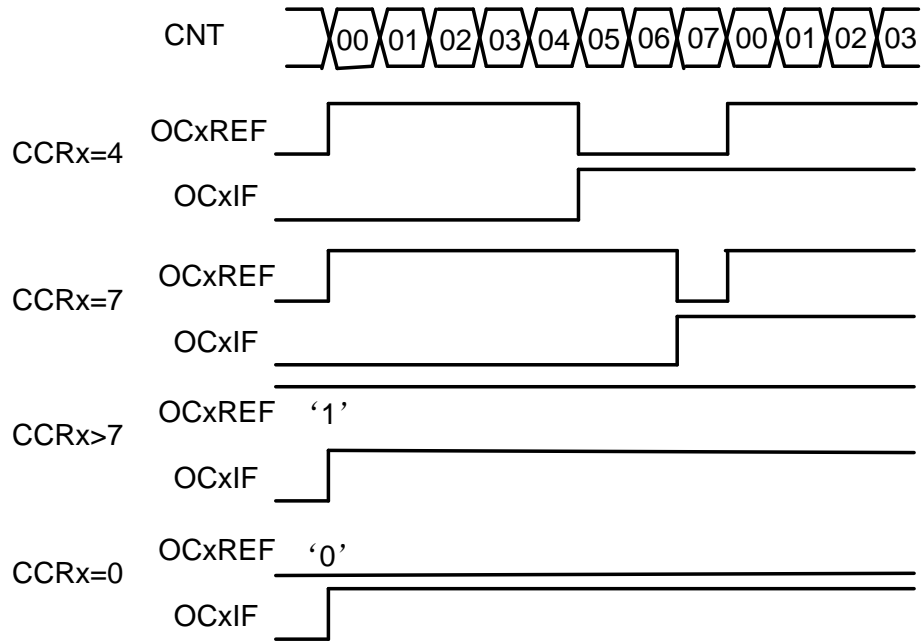 CNT 00 01 02 03 04 05 06 07 00 01 02 03
CCRx=4
OCxREF
OCxIF
CCRx=7
OCxREF
OCxIF
CCRx>7
OCxREF ‘1’
OCxIF
CCRx=0
OCxREF ‘0’
OCxIF